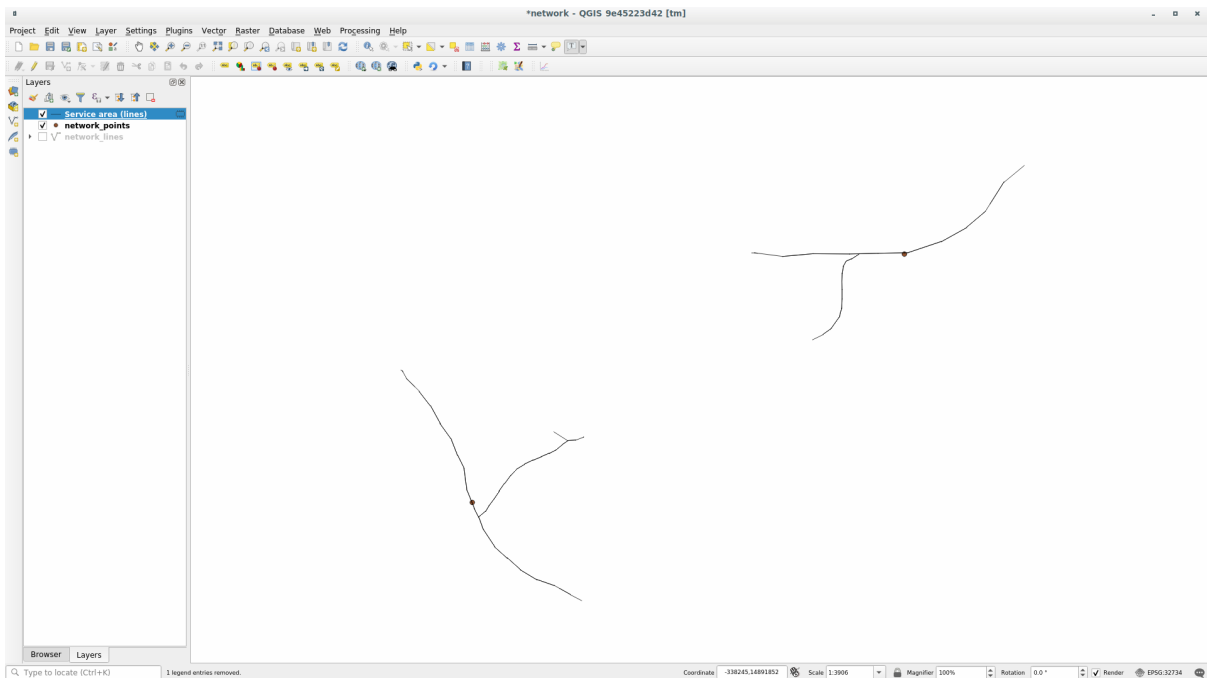 *network - QGIS 9e45223d42 [tm]
Project Edit View Layer Settings Plugins Vector Raster Database Web Processing Help
Layers
Service area (lines)
network_points
network_lines
Browser Layers
Type to locate (Ctrl+K) 1 legend entries removed. Coordinate -338245,14891852 Scale 1:3906 Magnifier 100% Rotation 0.0 ° Render EPSG:32734